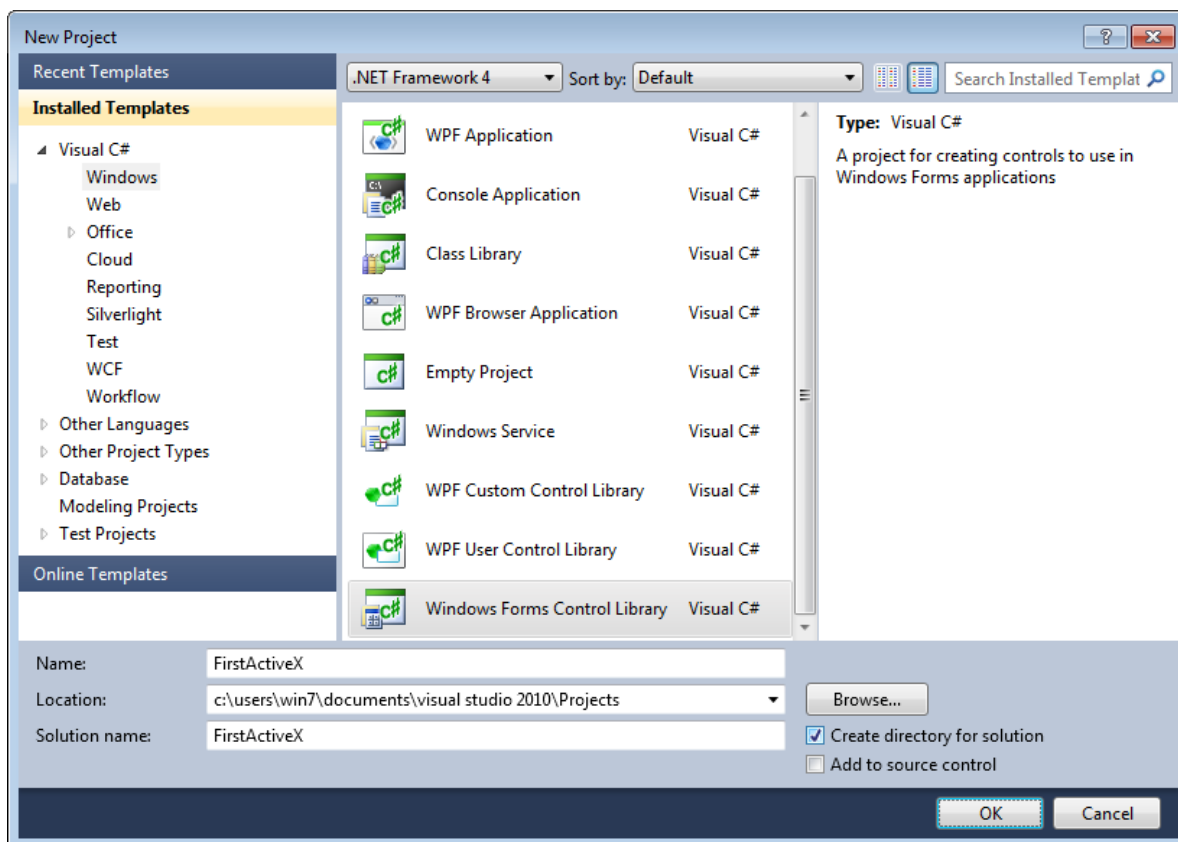 New Project
Recent Templates
Installed Templates
Visual C#
Windows
Web
Office
Cloud
Reporting
Silverlight
Test
WCF
Workflow
Other Languages
Other Project Types
Database
Modeling Projects
Test Projects
Online Templates
.NET Framework 4 Sort by: Default Search Installed Templat
WPF Application Visual C#
Console Application Visual C#
Class Library Visual C#
WPF Browser Application Visual C#
Empty Project Visual C#
Windows Service Visual C#
WPF Custom Control Library Visual C#
WPF User Control Library Visual C#
Windows Forms Control Library Visual C#
Type: Visual C#
A project for creating controls to use in
Windows Forms applications
Name: FirstActiveX
Location: c:\users\win7\documents\visual studio 2010\Projects Browse...
Solution name: FirstActiveX Create directory for solution
Add to source control
OK Cancel